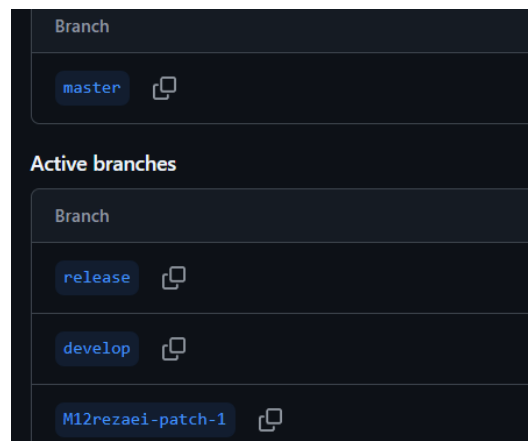 Branch
master
Active branches
Branch
release
develop
M12rezaei-patch-1